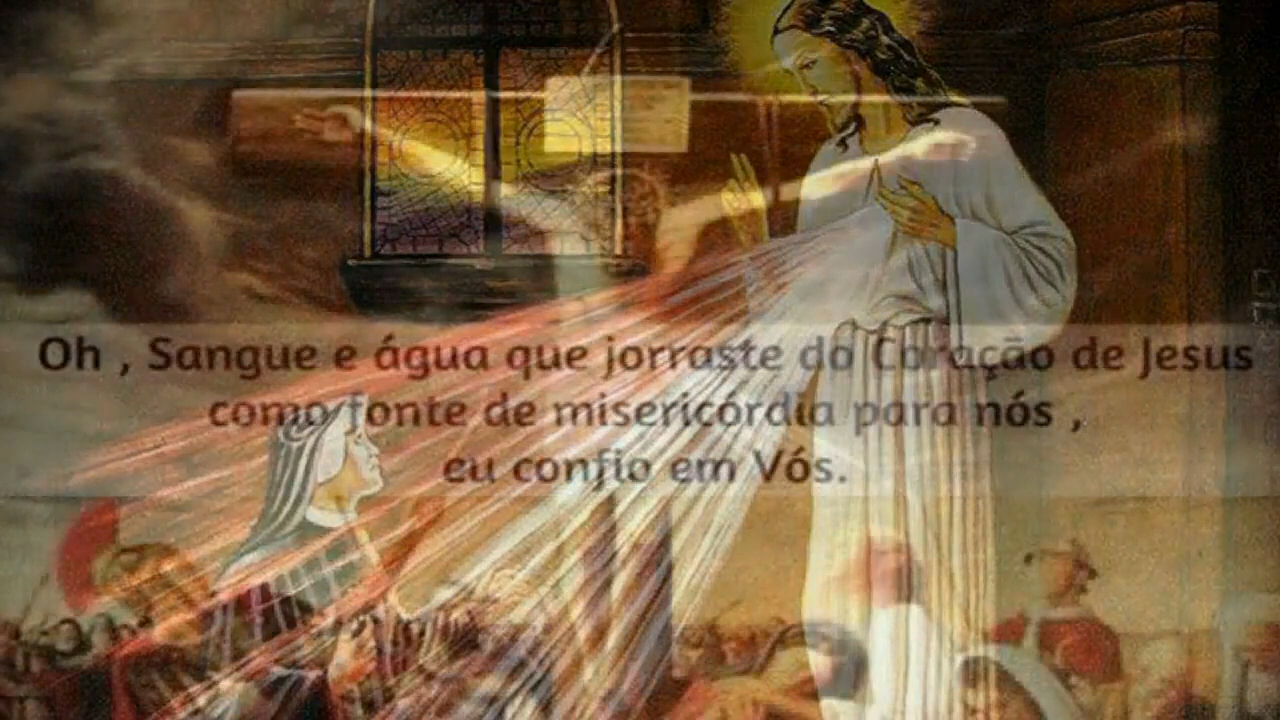 Oh , Sangue e água que jorraste do Coração de Jesus
como fonte de misericórdia para nós ,
eu confio em Vós.